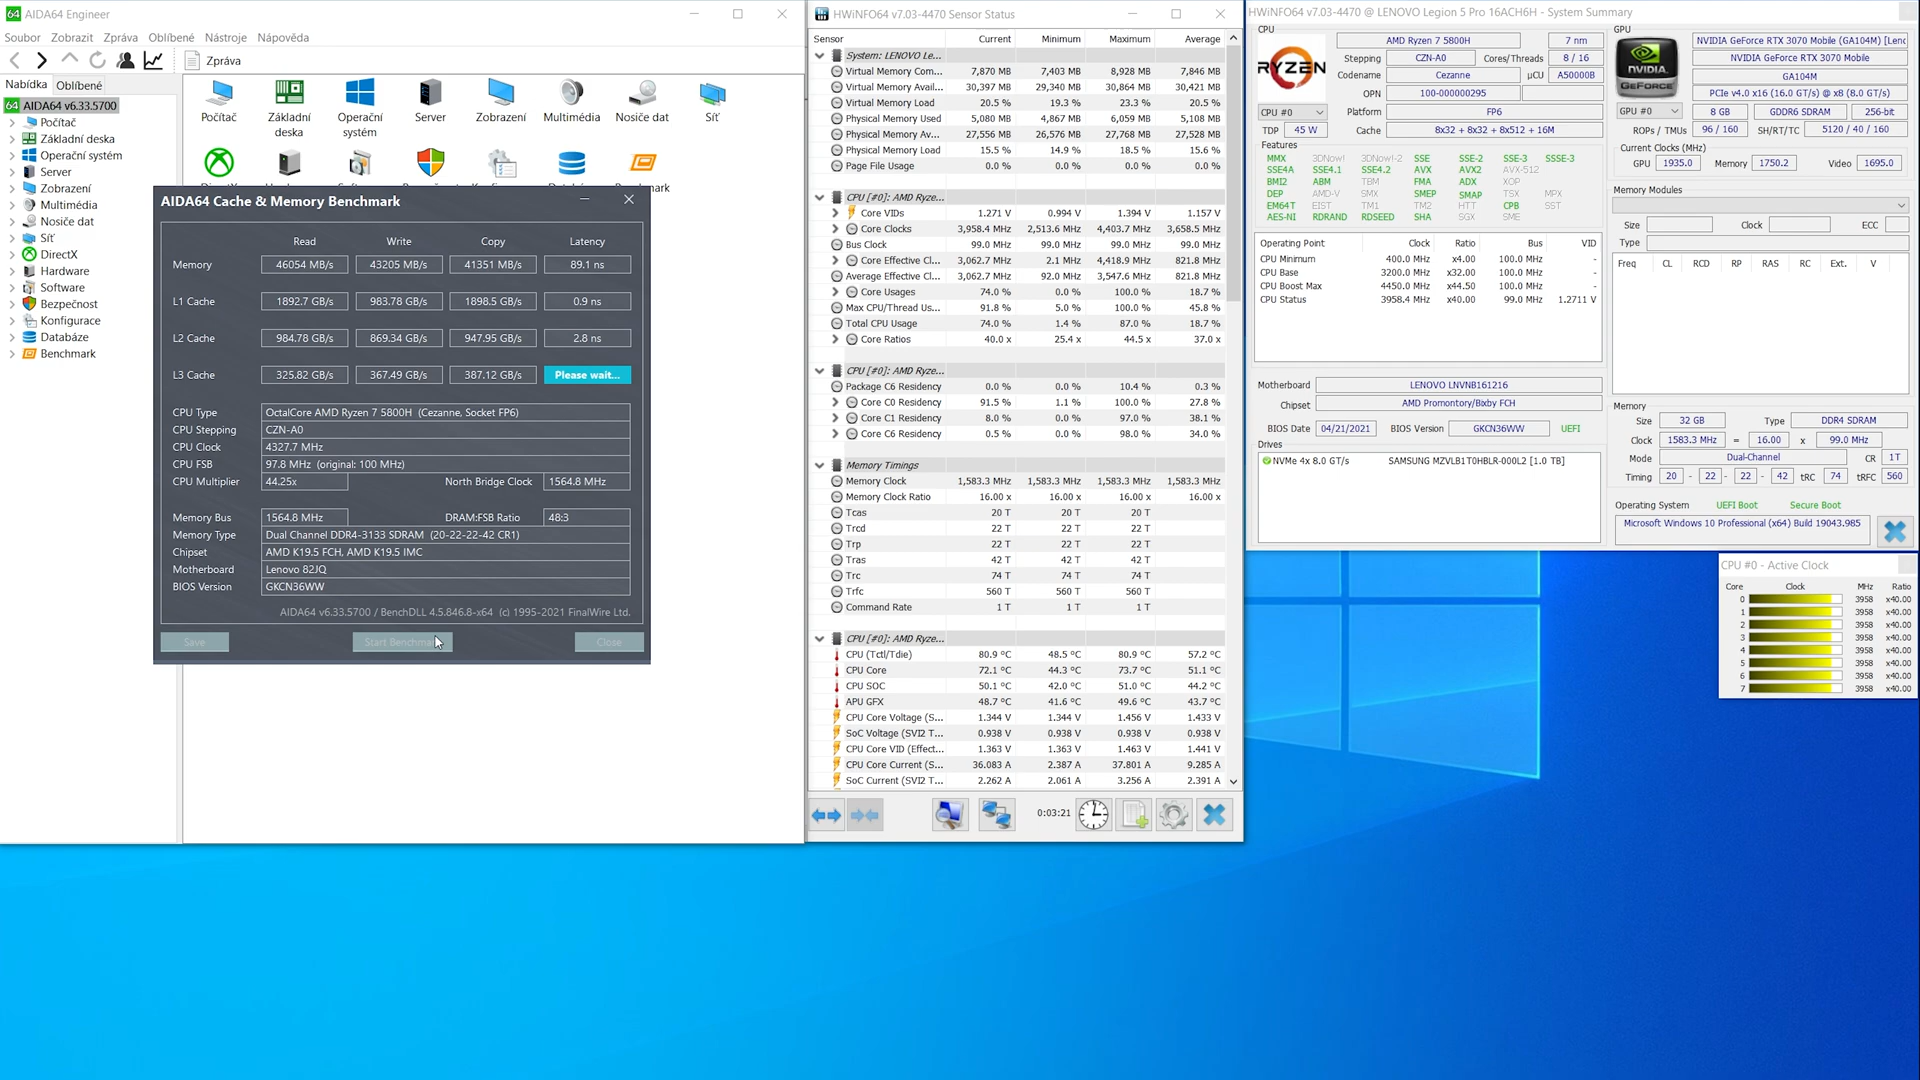 AIDA64 Engineer
Soubor Zobrazit Zpráva Oblíbené Nástroje Nápověda
Zpráva
Nabídka Oblíbené
AIDA64 v6.33.5700
Počítač
Základní deska
Operační systém
Server
Zobrazení
Multimédia
Nosiče dat
Síť
DirectX
Hardware
Software
Bezpečnost
Konfigurace
Databáze
Benchmark
Počítač
Základní deska
Operační systém
Server
Zobrazení
Multimédia
Nosiče dat
Síť
AIDA64 Cache & Memory Benchmark
Read Write Copy Latency
Memory 46054 MB/s 43205 MB/s 41351 MB/s 89.1 ns
L1 Cache 1892.7 GB/s 983.78 GB/s 1898.5 GB/s 0.9 ns
L2 Cache 984.78 GB/s 869.34 GB/s 947.95 GB/s 2.8 ns
L3 Cache 325.82 GB/s 367.49 GB/s 387.12 GB/s Please wait...
CPU Type OctalCore AMD Ryzen 7 5800H (Cezanne, Socket FP6)
CPU Stepping CZN-A0
CPU Clock 4327.7 MHz
CPU FSB 97.8 MHz (original: 100 MHz)
CPU Multiplier 44.25x North Bridge Clock 1564.8 MHz
Memory Bus 1564.8 MHz DRAM:FSB Ratio 48:3
Memory Type Dual Channel DDR4-3133 SDRAM (20-22-22-42 CR1)
Chipset AMD K19.5 FCH, AMD K19.5 IMC
Motherboard Lenovo 82JQ
BIOS Version GKCN36WW
AIDA64 v6.33.5700 / BenchDLL 4.5.846.8-x64 (c) 1995-2021 FinalWire Ltd.
Save Start Benchmark Close
HWiNFO64 v7.03-4470 Sensor Status
Sensor Current Minimum Maximum Average
System: LENOVO Le...
Virtual Memory Com... 7,870 MB 7,403 MB 8,928 MB 7,846 MB
Virtual Memory Avail... 30,397 MB 29,340 MB 30,864 MB 30,421 MB
Virtual Memory Load 20.5 % 19.3 % 23.3 % 20.5 %
Physical Memory Used 5,080 MB 4,867 MB 6,059 MB 5,108 MB
Physical Memory Av... 27,556 MB 26,576 MB 27,768 MB 27,528 MB
Physical Memory Load 15.5 % 14.9 % 18.5 % 15.6 %
Page File Usage 0.0 % 0.0 % 0.0 % 0.0 %
CPU [#0]: AMD Ryze...
Core VIDs 1.271 V 0.994 V 1.394 V 1.157 V
Core Clocks 3,958.4 MHz 2,513.6 MHz 4,403.7 MHz 3,658.5 MHz
Bus Clock 99.0 MHz 99.0 MHz 99.0 MHz 99.0 MHz
Core Effective Cl... 3,062.7 MHz 2.1 MHz 4,418.9 MHz 821.8 MHz
Average Effective Cl... 3,062.7 MHz 92.0 MHz 3,547.6 MHz 821.8 MHz
Core Usages 74.0 % 0.0 % 100.0 % 18.7 %
Max CPU/Thread Us... 91.8 % 5.0 % 100.0 % 45.8 %
Total CPU Usage 74.0 % 1.4 % 87.0 % 18.7 %
Core Ratios 40.0 x 25.4 x 44.5 x 37.0 x
CPU [#0]: AMD Ryze...
Package C6 Residency 0.0 % 0.0 % 10.4 % 0.3 %
Core C0 Residency 91.5 % 1.1 % 100.0 % 27.8 %
Core C1 Residency 8.0 % 0.0 % 97.0 % 38.1 %
Core C6 Residency 0.5 % 0.0 % 98.0 % 34.0 %
Memory Timings
Memory Clock 1,583.3 MHz 1,583.3 MHz 1,583.3 MHz 1,583.3 MHz
Memory Clock Ratio 16.00 x 16.00 x 16.00 x 16.00 x
Tcas 20 T 20 T 20 T
Trcd 22 T 22 T 22 T
Trp 22 T 22 T 22 T
Tras 42 T 42 T 42 T
Trc 74 T 74 T 74 T
Trfc 560 T 560 T 560 T
Command Rate 1 T 1 T 1 T
CPU [#0]: AMD Ryze...
CPU (Tctl/Tdie) 80.9 °C 48.5 °C 80.9 °C 57.2 °C
CPU Core 72.1 °C 44.3 °C 73.7 °C 51.1 °C
CPU SOC 50.1 °C 42.0 °C 51.0 °C 44.2 °C
APU GFX 48.7 °C 41.6 °C 49.6 °C 43.7 °C
CPU Core Voltage (S... 1.344 V 1.344 V 1.456 V 1.433 V
SoC Voltage (SVI2 T... 0.938 V 0.938 V 0.938 V 0.938 V
CPU Core VID (Effect... 1.363 V 1.363 V 1.463 V 1.441 V
CPU Core Current (S... 36.083 A 2.387 A 37.801 A 9.285 A
SoC Current (SVI2 T... 2.262 A 2.061 A 3.256 A 2.391 A
0:03:21
HWiNFO64 v7.03-4470 @ LENOVO Legion 5 Pro 16ACH6H - System Summary
CPU
RYZEN
AMD Ryzen 7 5800H 7 nm
Stepping CZN-A0 Cores/Threads 8 / 16
Codename Cezanne µCU A50000B
OPN 100-000000295
CPU #0 Platform FP6
TDP 45 W Cache 8x32 + 8x32 + 8x512 + 16M
Features
MMX 3DNow! 3DNow!-2 SSE SSE-2 SSE-3 SSSE-3
SSE4A SSE4.1 SSE4.2 AVX AVX2 AVX-512
BMI2 ABM TBM FMA ADX XOP
DEP AMD-V SMX SMEP SMAP TSX MPX
EM64T EIST TM1 TM2 HTT CPB SST
AES-NI RDRAND RDSEED SHA SGX SME
Operating Point Clock Ratio Bus VID
CPU Minimum 400.0 MHz x4.00 100.0 MHz -
CPU Base 3200.0 MHz x32.00 100.0 MHz -
CPU Boost Max 4450.0 MHz x44.50 100.0 MHz -
CPU Status 3958.4 MHz x40.00 99.0 MHz 1.2711 V
Motherboard LENOVO LNVNB161216
Chipset AMD Promontory/Bixby FCH
BIOS Date 04/21/2021 BIOS Version GKCN36WW UEFI
Drives
NVMe 4x 8.0 GT/s SAMSUNG MZVLB1T0HBLR-000L2 [1.0 TB]
GPU
NVIDIA GEFORCE
NVIDIA GeForce RTX 3070 Mobile (GA104M) [Len
NVIDIA GeForce RTX 3070 Mobile
GA104M
PCIe v4.0 x16 (16.0 GT/s) @ x8 (8.0 GT/s)
GPU #0 8 GB GDDR6 SDRAM 256-bit
ROPs / TMUs 96 / 160 SH/RT/TC 5120 / 40 / 160
Current Clocks (MHz)
GPU 1935.0 Memory 1750.2 Video 1695.0
Memory Modules
Size Clock ECC
Type
Freq CL RCD RP RAS RC Ext. V
Memory
Size 32 GB Type DDR4 SDRAM
Clock 1583.3 MHz = 16.00 x 99.0 MHz
Mode Dual-Channel CR 1T
Timing 20 - 22 - 22 - 42 tRC 74 tRFC 560
Operating System UEFI Boot Secure Boot
Microsoft Windows 10 Professional (x64) Build 19043.985
CPU #0 - Active Clock
Core Clock MHz Ratio
0 3958 x40.00
1 3958 x40.00
2 3958 x40.00
3 3958 x40.00
4 3958 x40.00
5 3958 x40.00
6 3958 x40.00
7 3958 x40.00